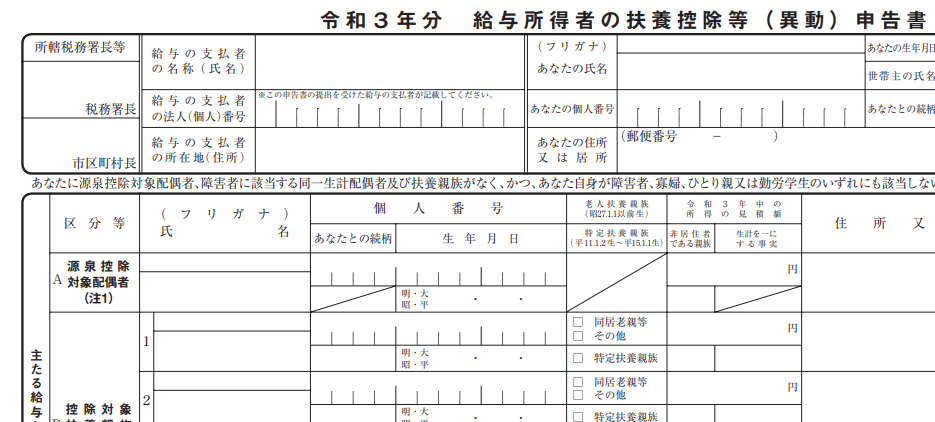 令和３年分　給与所得者の扶養控除等（異動）申告書
所轄税務署長等
税務署長
市区町村長
給与の支払者
の名称（氏名）
給与の支払者
の法人（個人）番号
※この申告書の提出を受けた給与の支払者が記載してください。
給与の支払者
の所在地（住所）
（フリガナ）
あなたの氏名
あなたの個人番号
あなたの住所
又は居所
（郵便番号　　－　　）
あなたの生年月日
世帯主の氏名
あなたとの続柄
あなたに源泉控除対象配偶者、障害者に該当する同一生計配偶者及び扶養親族がなく、かつ、あなた自身が障害者、寡婦、ひとり親又は勤労学生のいずれにも該当しない
区分等
（フリガナ）
氏　名
個人番号
あなたとの続柄
生年月日
老人扶養親族
（昭27.1.1以前生）
特定扶養親族
（平11.1.2生～平15.1.1生）
令和３年中の
所得の見積額
非居住者
である親族
生計を一に
する事実
住所又
主たる給与
A
源泉控除
対象配偶者
（注1）
明・大
昭・平
・　・
円
控除対象
1
明・大
昭・平
・　・
□ 同居老親等
□ その他
□ 特定扶養親族
円
2
明・大
・　・
□ 同居老親等
□ その他
□ 特定扶養親族
円